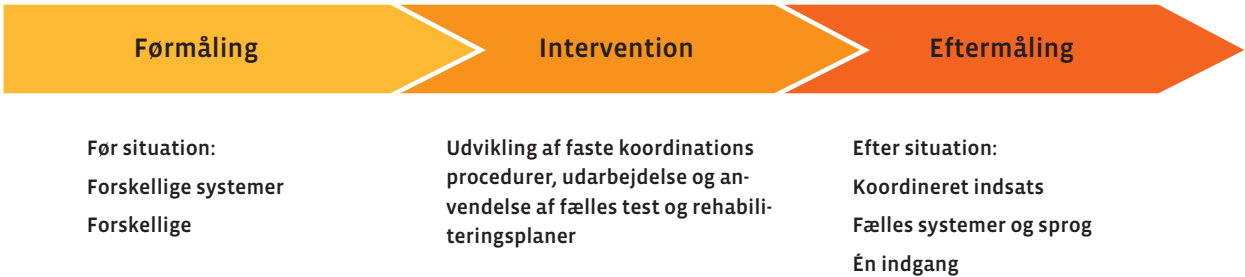 Førmåling
Intervention
Eftermåling
Før situation:
Forskellige systemer
Forskellige
Udvikling af faste koordinations
procedurer, udarbejdelse og an-
vendelse af fælles test og rehabili-
teringsplaner
Efter situation:
Koordineret indsats
Fælles systemer og sprog
Én indgang